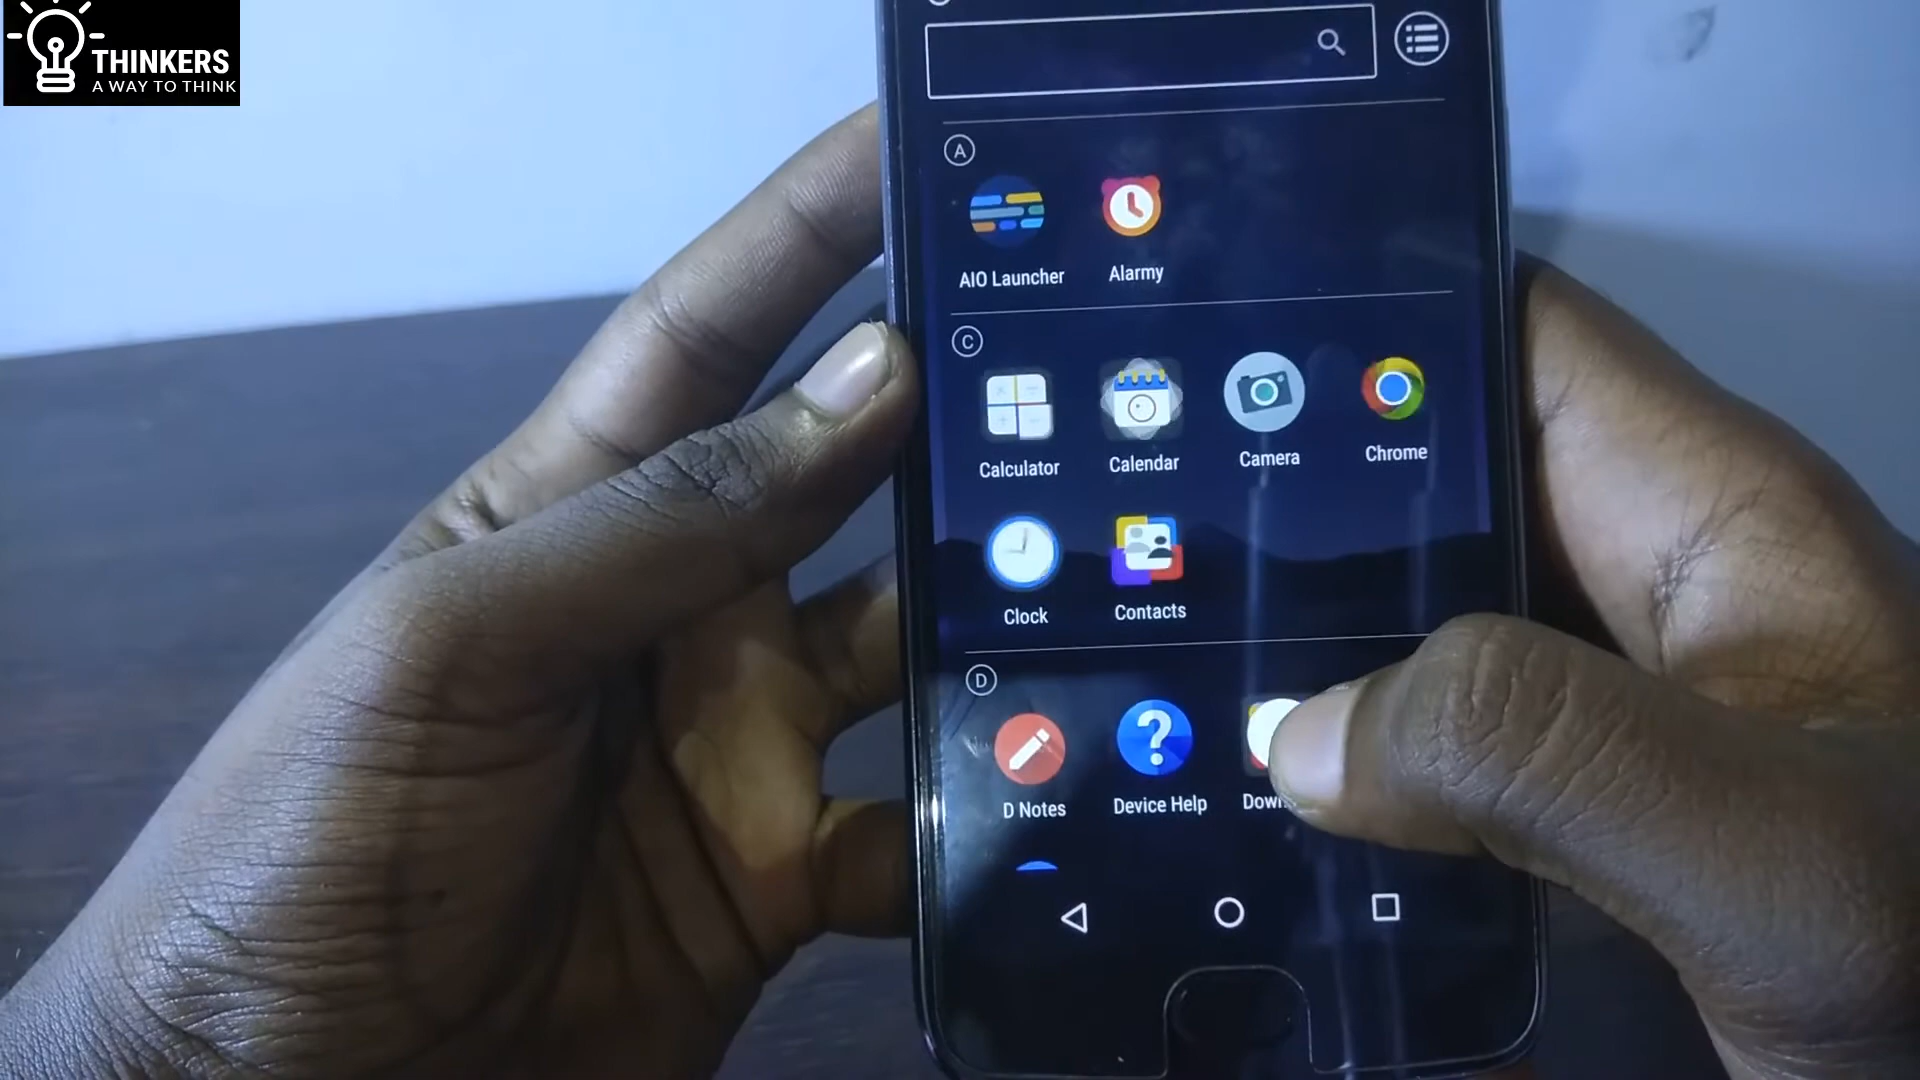 THINKERS
A WAY TO THINK
A
AIO Launcher
Alarmy
C
Calculator
Calendar
Camera
Chrome
Clock
Contacts
D
D Notes
Device Help